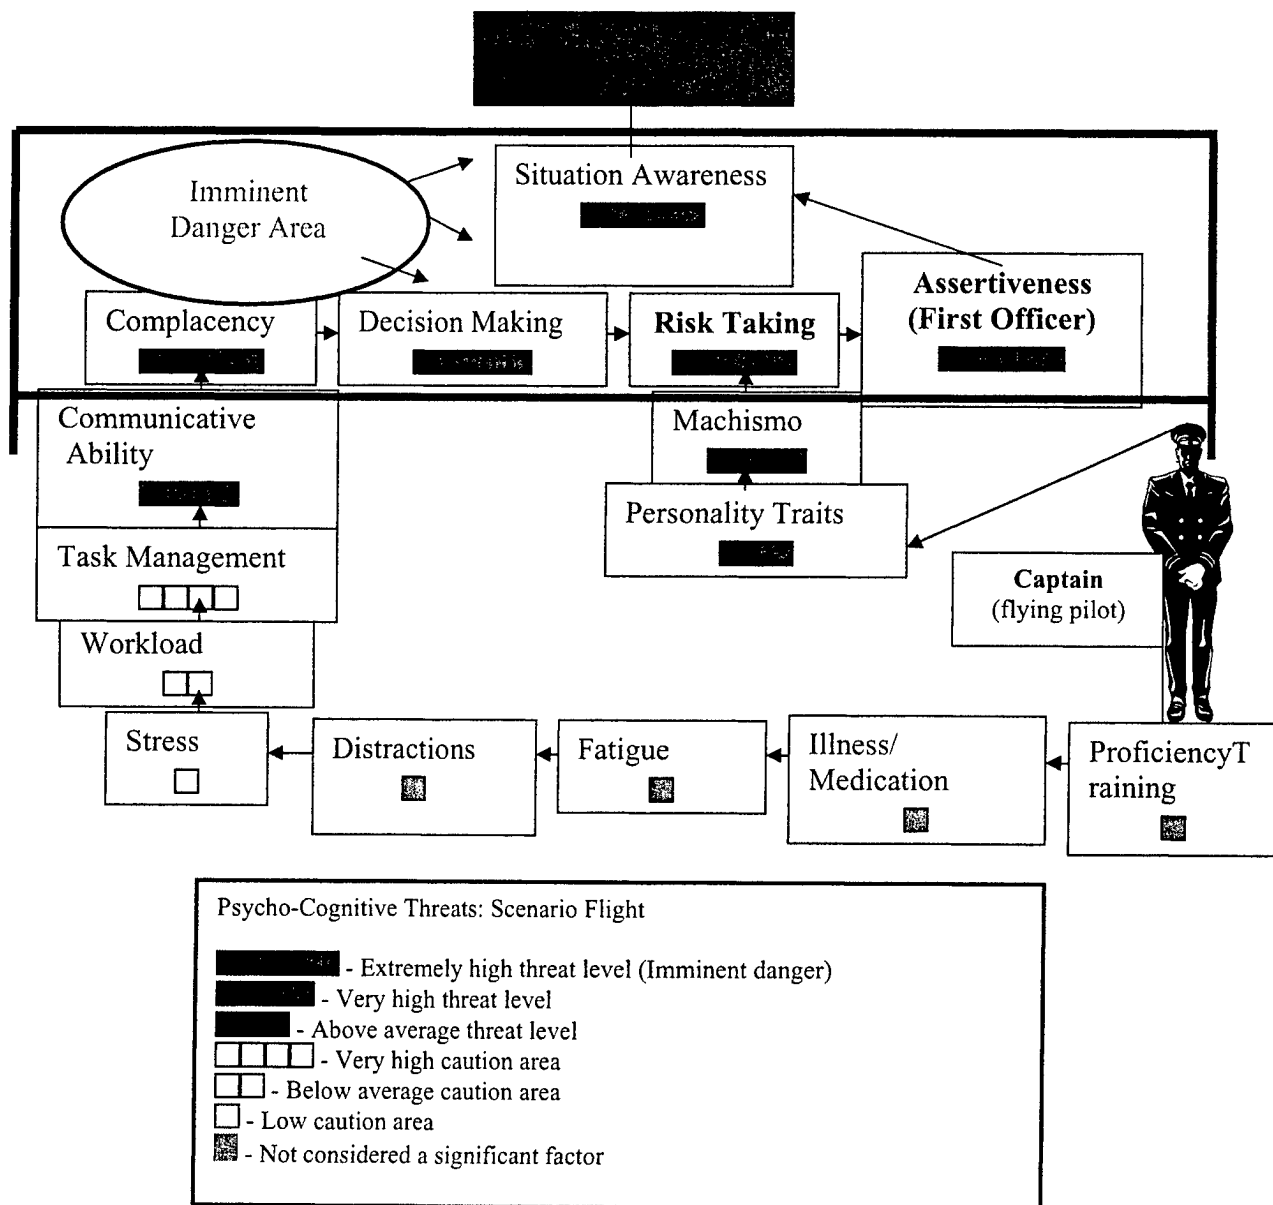 Imminent
Danger Area
Situation Awareness
Complacency
Decision Making
Risk Taking
Assertiveness
(First Officer)
Communicative
Ability
Machismo
Task Management
Personality Traits
Captain
(flying pilot)
Workload
Stress
Distractions
Fatigue
Illness/
Medication
ProficiencyT
raining
Psycho-Cognitive Threats: Scenario Flight
- Extremely high threat level (Imminent danger)
- Very high threat level
- Above average threat level
- Very high caution area
- Below average caution area
- Low caution area
- Not considered a significant factor